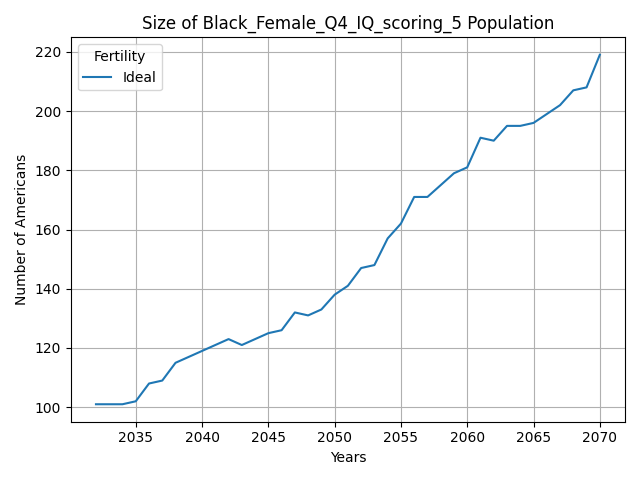 Size of Black_Female_Q4_IQ_scoring_5 Population
Fertility
Ideal
Number of Americans
220
200
180
160
140
120
100
2035 2040 2045 2050 2055 2060 2065 2070
Years